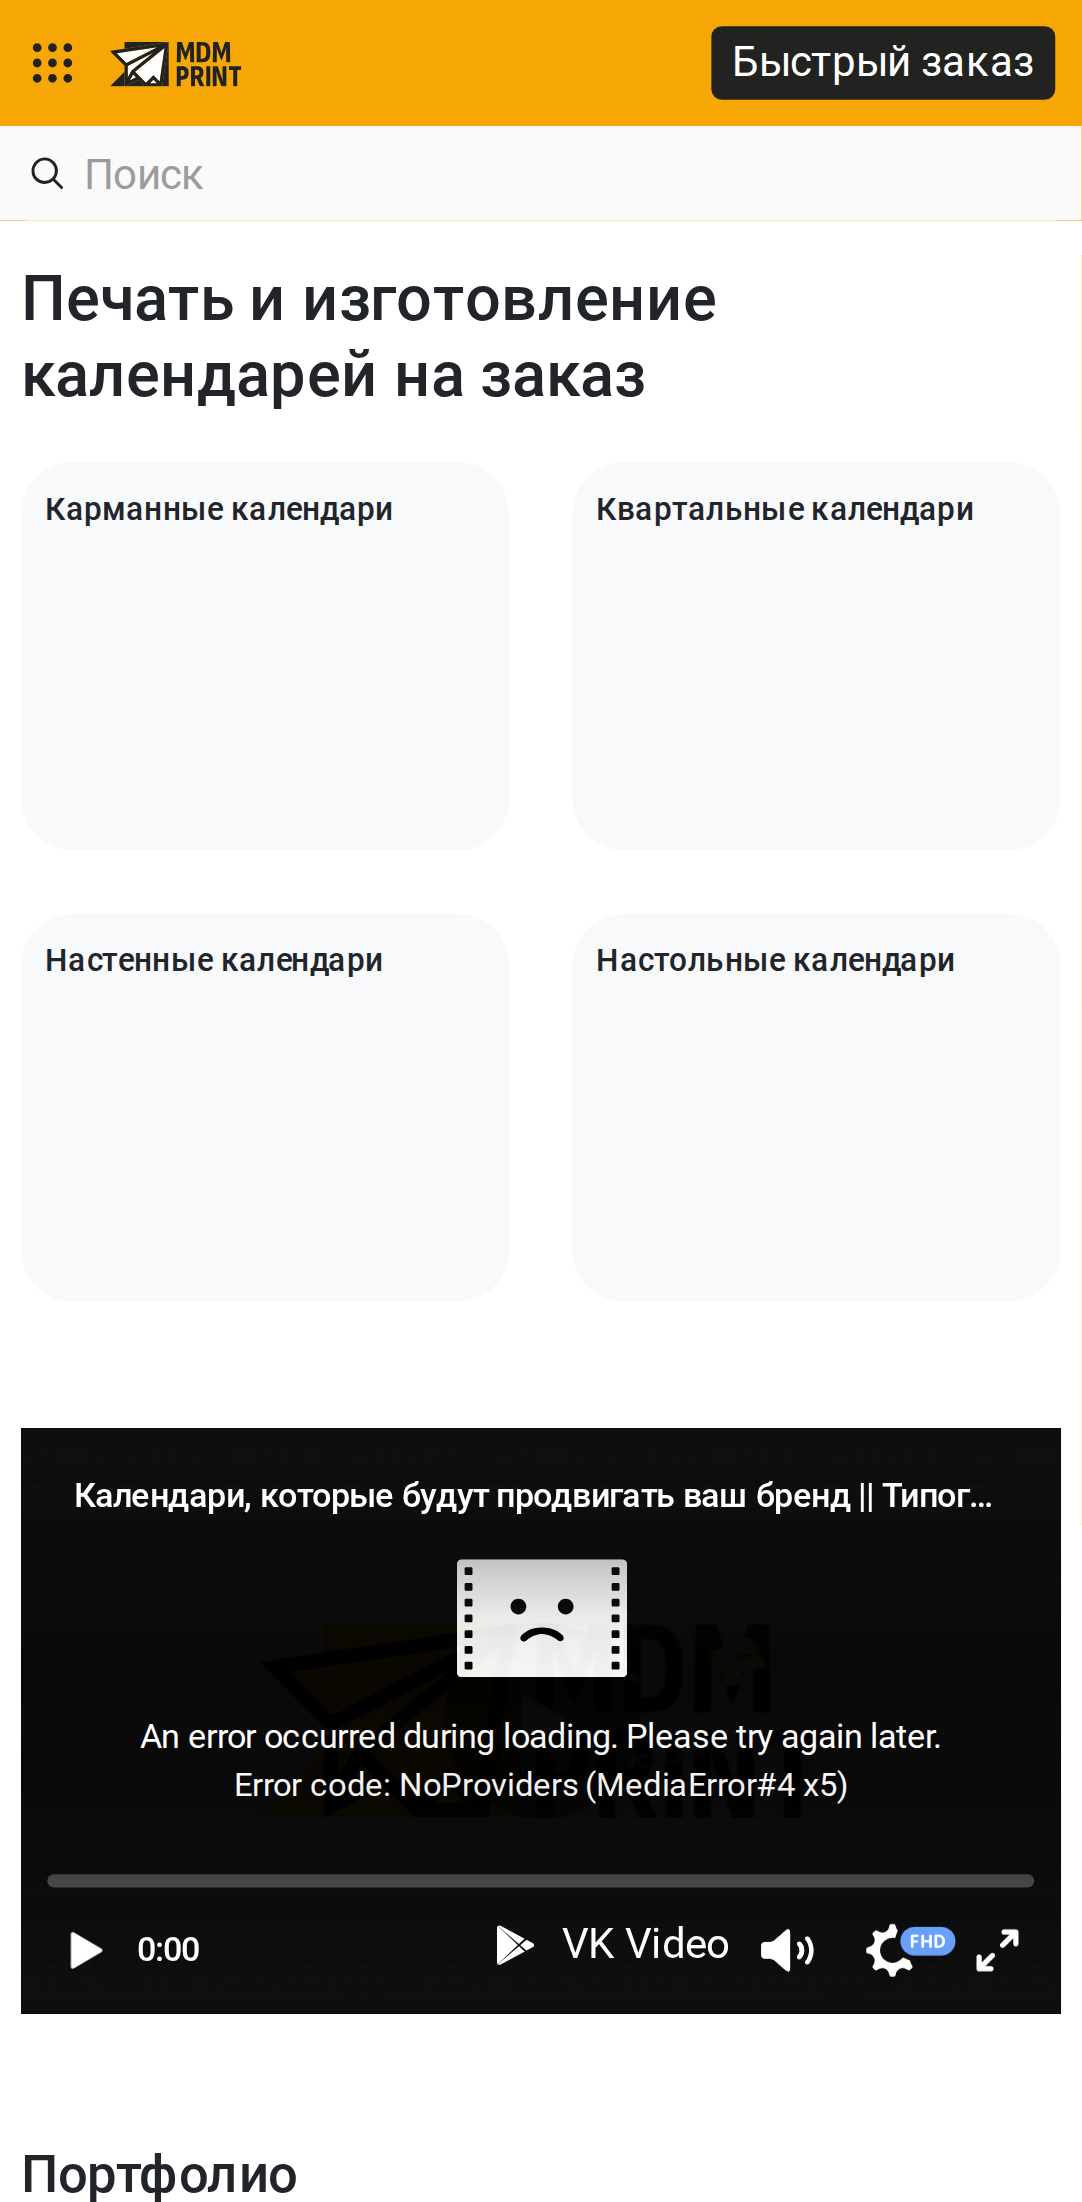 MDM
PRINT
Быстрый заказ
Поиск
Печать и изготовление
календарей на заказ
Карманные календари
Квартальные календари
Настенные календари
Настольные календари
Календари, которые будут продвигать ваш бренд || Типог...
MDM
PRINT
An error occurred during loading. Please try again later.
Error code: NoProviders (MediaError#4 x5)
0:00
VK Video
FHD
Портфолио